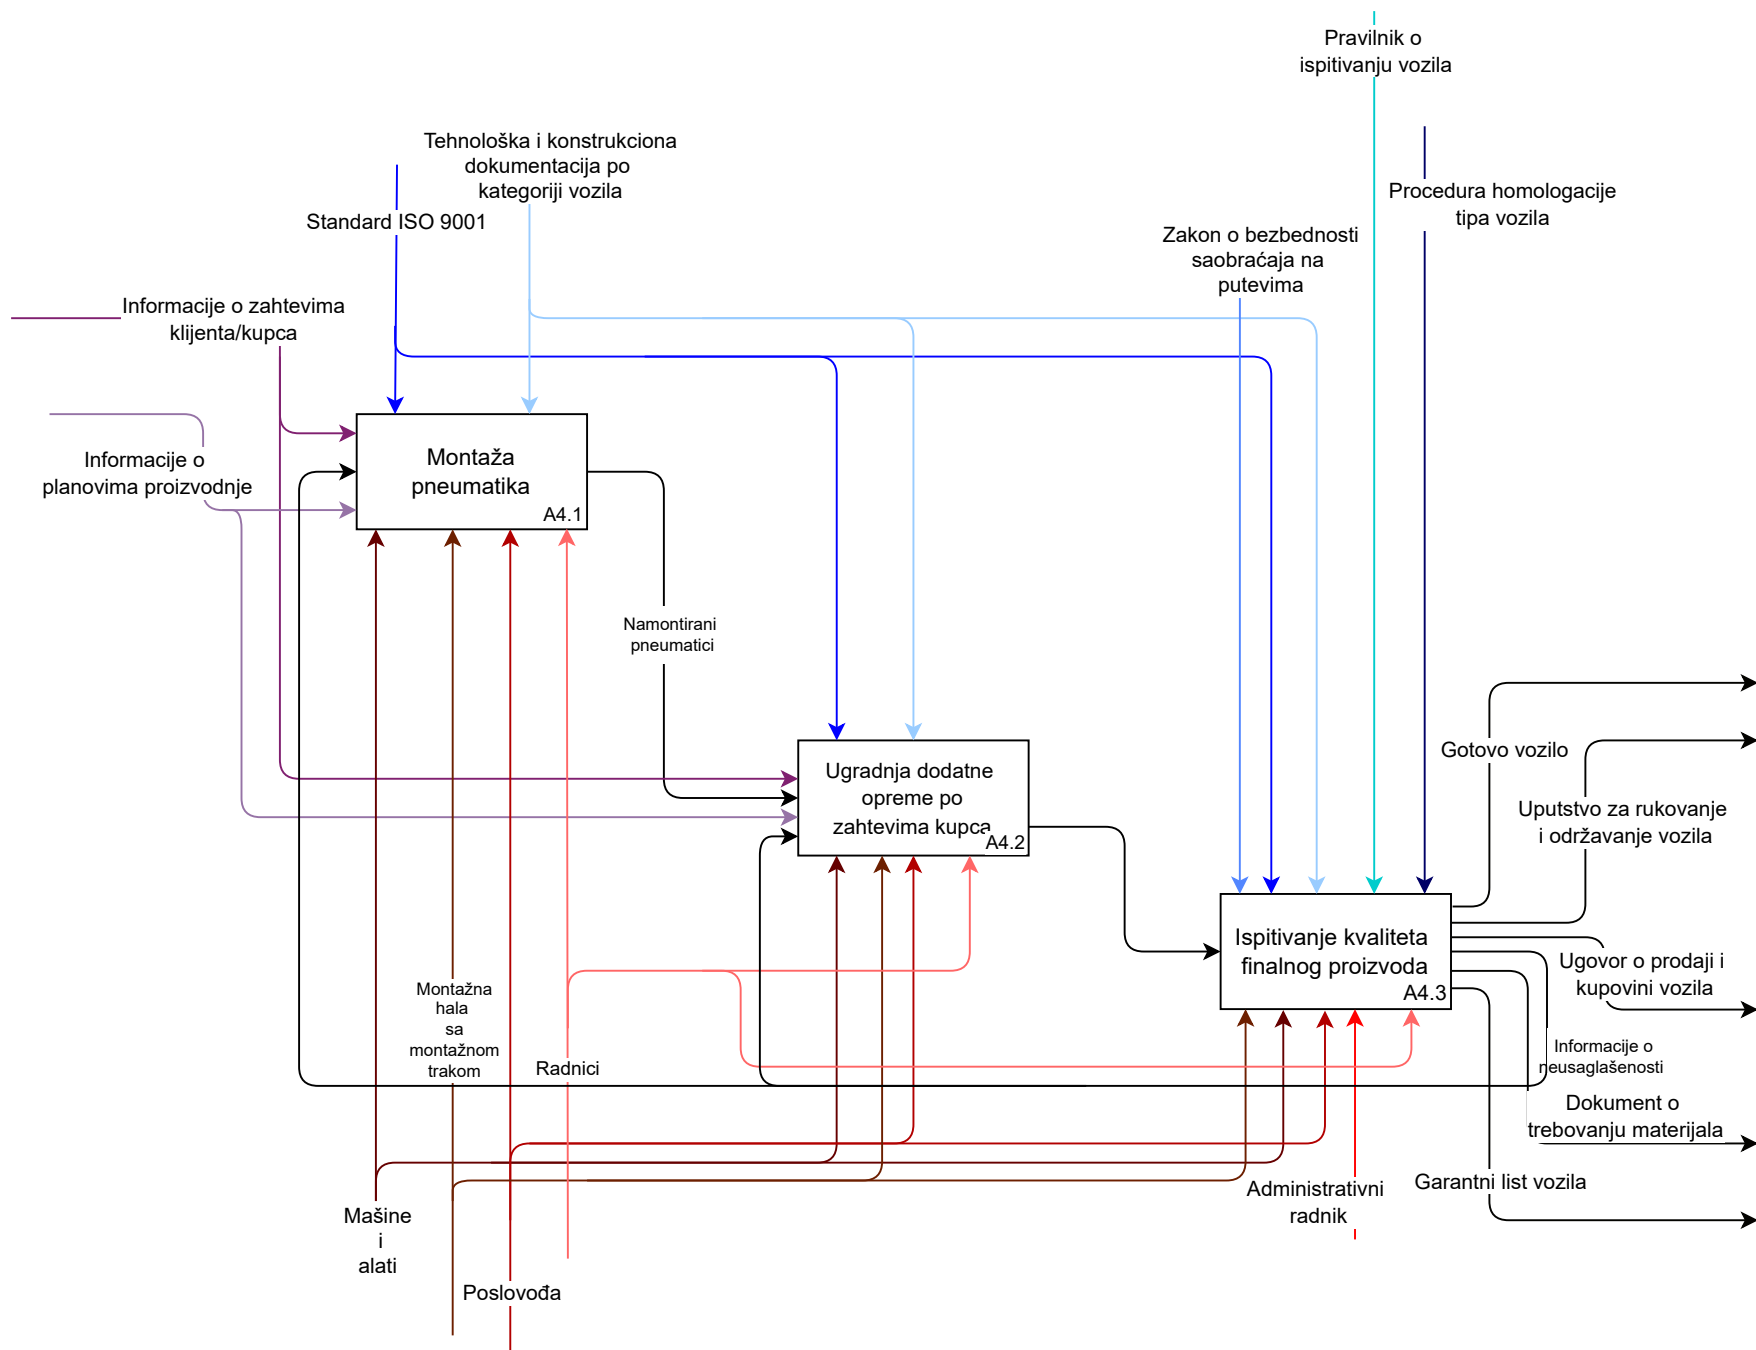 Pravilnik o
ispitivanju vozila
Tehnološka i konstrukciona
dokumentacija po
kategoriji vozila
Procedura homologacije
tipa vozila
Standard ISO 9001
Zakon o bezbednosti
saobraćaja na
putevima
Informacije o zahtevima
klijenta/kupca
Informacije o
planovima proizvodnje
Montaža
pneumatika
A4.1
Namontirani
pneumatici
Gotovo vozilo
Ugradnja dodatne
opreme po
zahtevima kupca
A4.2
Uputstvo za rukovanje
i održavanje vozila
Ispitivanje kvaliteta
finalnog proizvoda
A4.3
Ugovor o prodaji i
kupovini vozila
Montažna
hala
sa
montažnom
trakom
Radnici
Informacije o
neusaglašenosti
Dokument o
trebovanju materijala
Garantni list vozila
Administrativni
radnik
Mašine
i
alati
Poslovođa